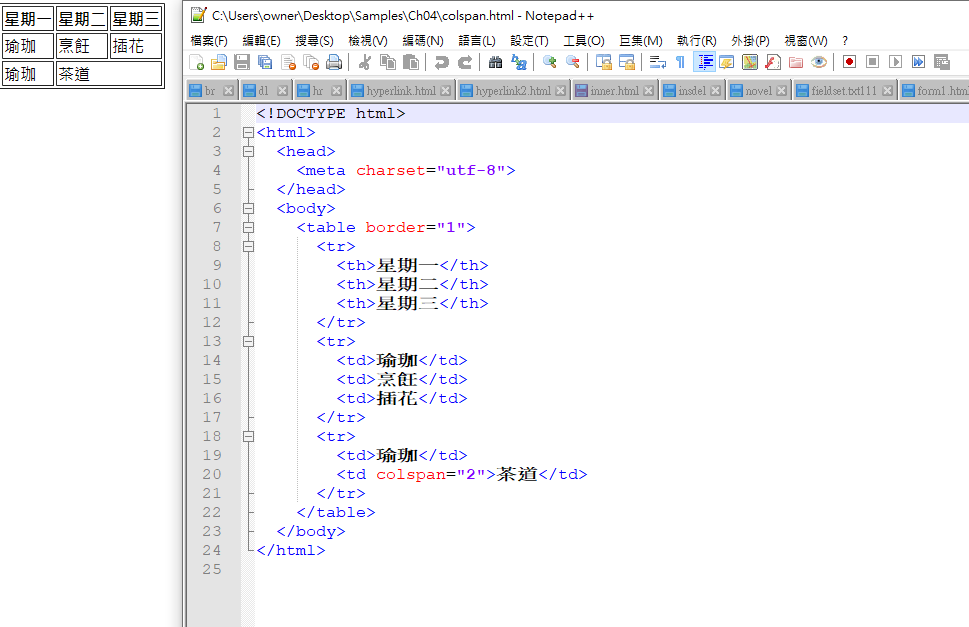 星期一 星期二 星期三
瑜珈 烹飪 插花
瑜珈 茶道
C:\Users\owner\Desktop\Samples\Ch04\colspan.html - Notepad++
檔案(F) 編輯(E) 搜尋(S) 檢視(V) 編碼(N) 語言(L) 設定(T) 工具(O) 巨集(M) 執行(R) 外掛(P) 視窗(W) ?
br dl hr hyperlink.html hyperlink2.html inner.html insdel novel fieldset.txt111 form1.html
1 <!DOCTYPE html>
2 <html>
3 <head>
4 <meta charset="utf-8">
5 </head>
6 <body>
7 <table border="1">
8 <tr>
9 <th>星期一</th>
10 <th>星期二</th>
11 <th>星期三</th>
12 </tr>
13 <tr>
14 <td>瑜珈</td>
15 <td>烹飪</td>
16 <td>插花</td>
17 </tr>
18 <tr>
19 <td>瑜珈</td>
20 <td colspan="2">茶道</td>
21 </tr>
22 </table>
23 </body>
24 </html>
25